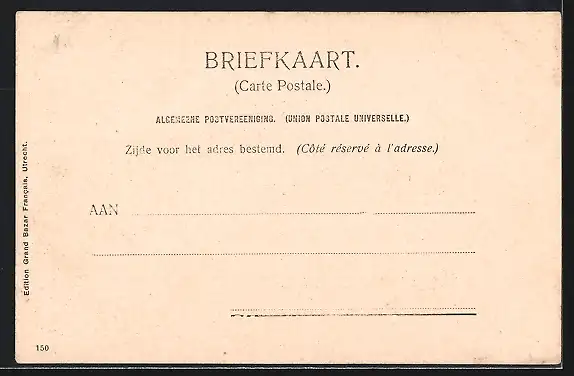 BRIEFKAART.
(Carte Postale.)
ALGEMEENE POSTVEREENIGING. (UNION POSTALE UNIVERSELLE.)
Zijde voor het adres bestemd. (Côté réservé à l'adresse.)
AAN
Edition Grand Bazar Français, Utrecht.
150